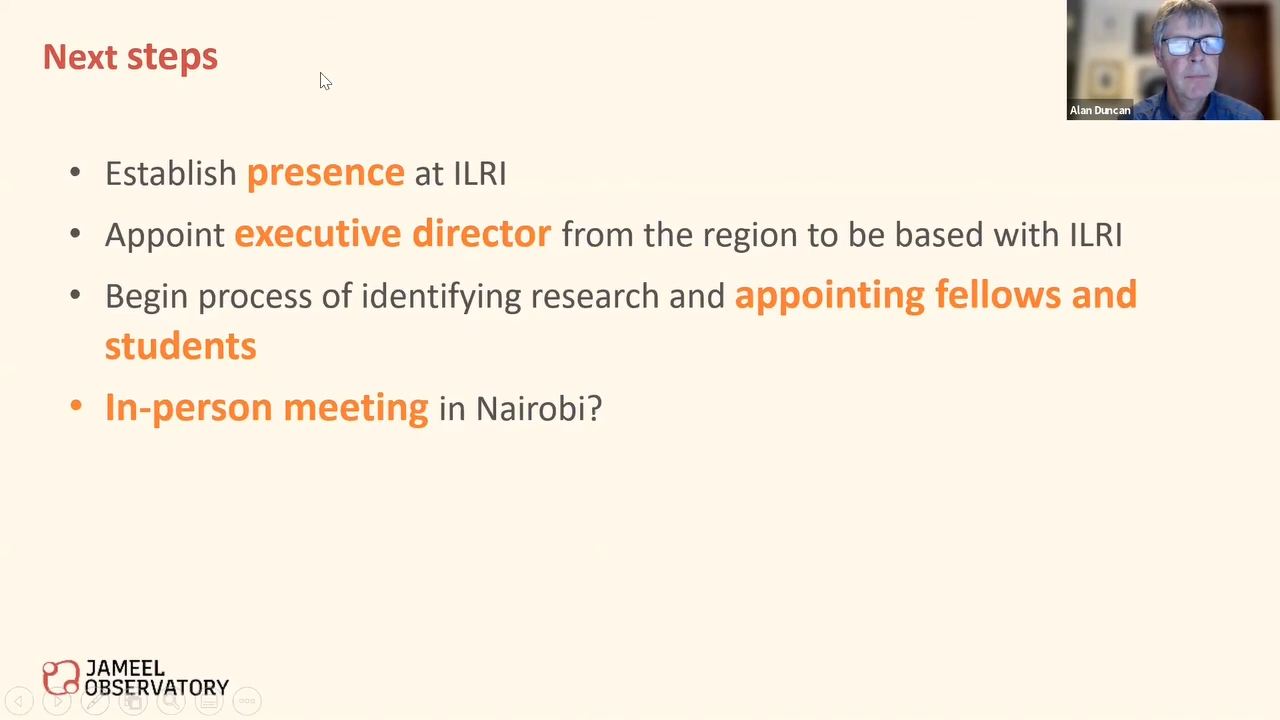 Next steps
Alan Duncan
• Establish presence at ILRI
• Appoint executive director from the region to be based with ILRI
• Begin process of identifying research and appointing fellows and
students
• In-person meeting in Nairobi?
JAMEEL
OBSERVATORY